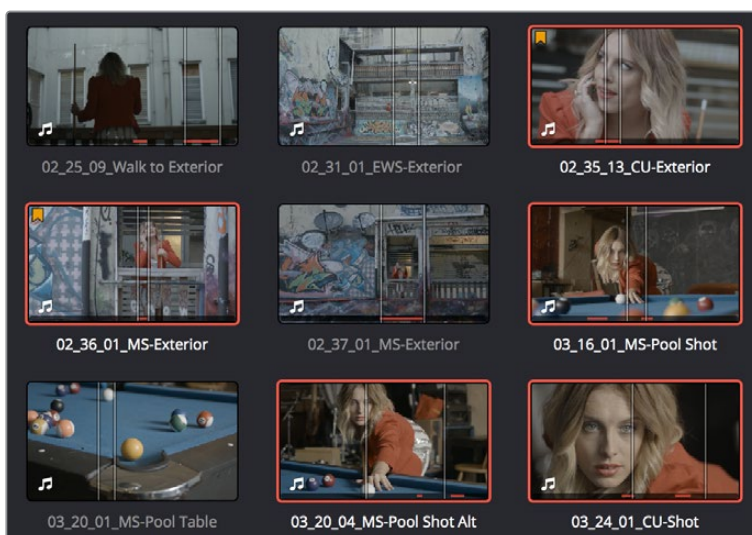 02_25_09_Walk to Exterior
02_31_01_EWS-Exterior
02_35_13_CU-Exterior
02_36_01_MS-Exterior
02_37_01_MS-Exterior
03_16_01_MS-Pool Shot
03_20_01_MS-Pool Table
03_20_04_MS-Pool Shot Alt
03_24_01_CU-Shot